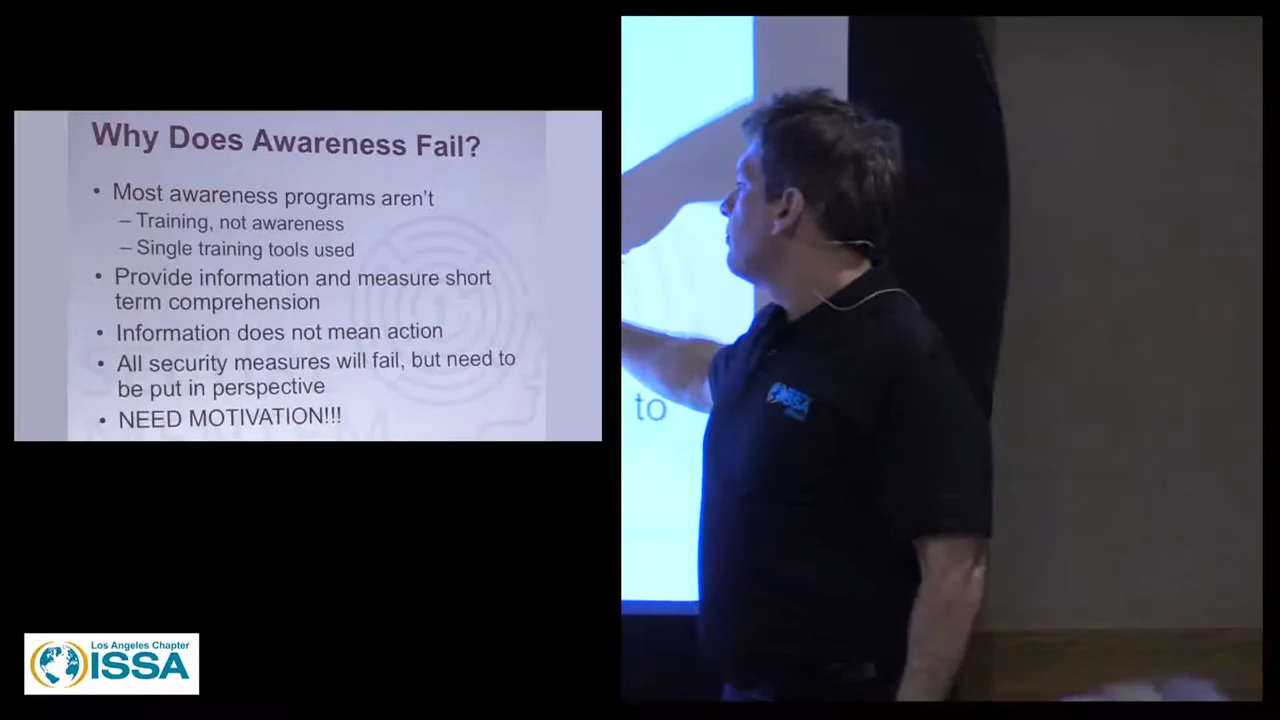 Why Does Awareness Fail?
• Most awareness programs aren't
– Training, not awareness
– Single training tools used
• Provide information and measure short
term comprehension
• Information does not mean action
• All security measures will fail, but need to
be put in perspective
• NEED MOTIVATION!!!
to
ISSA
Los Angeles Chapter
ISSA